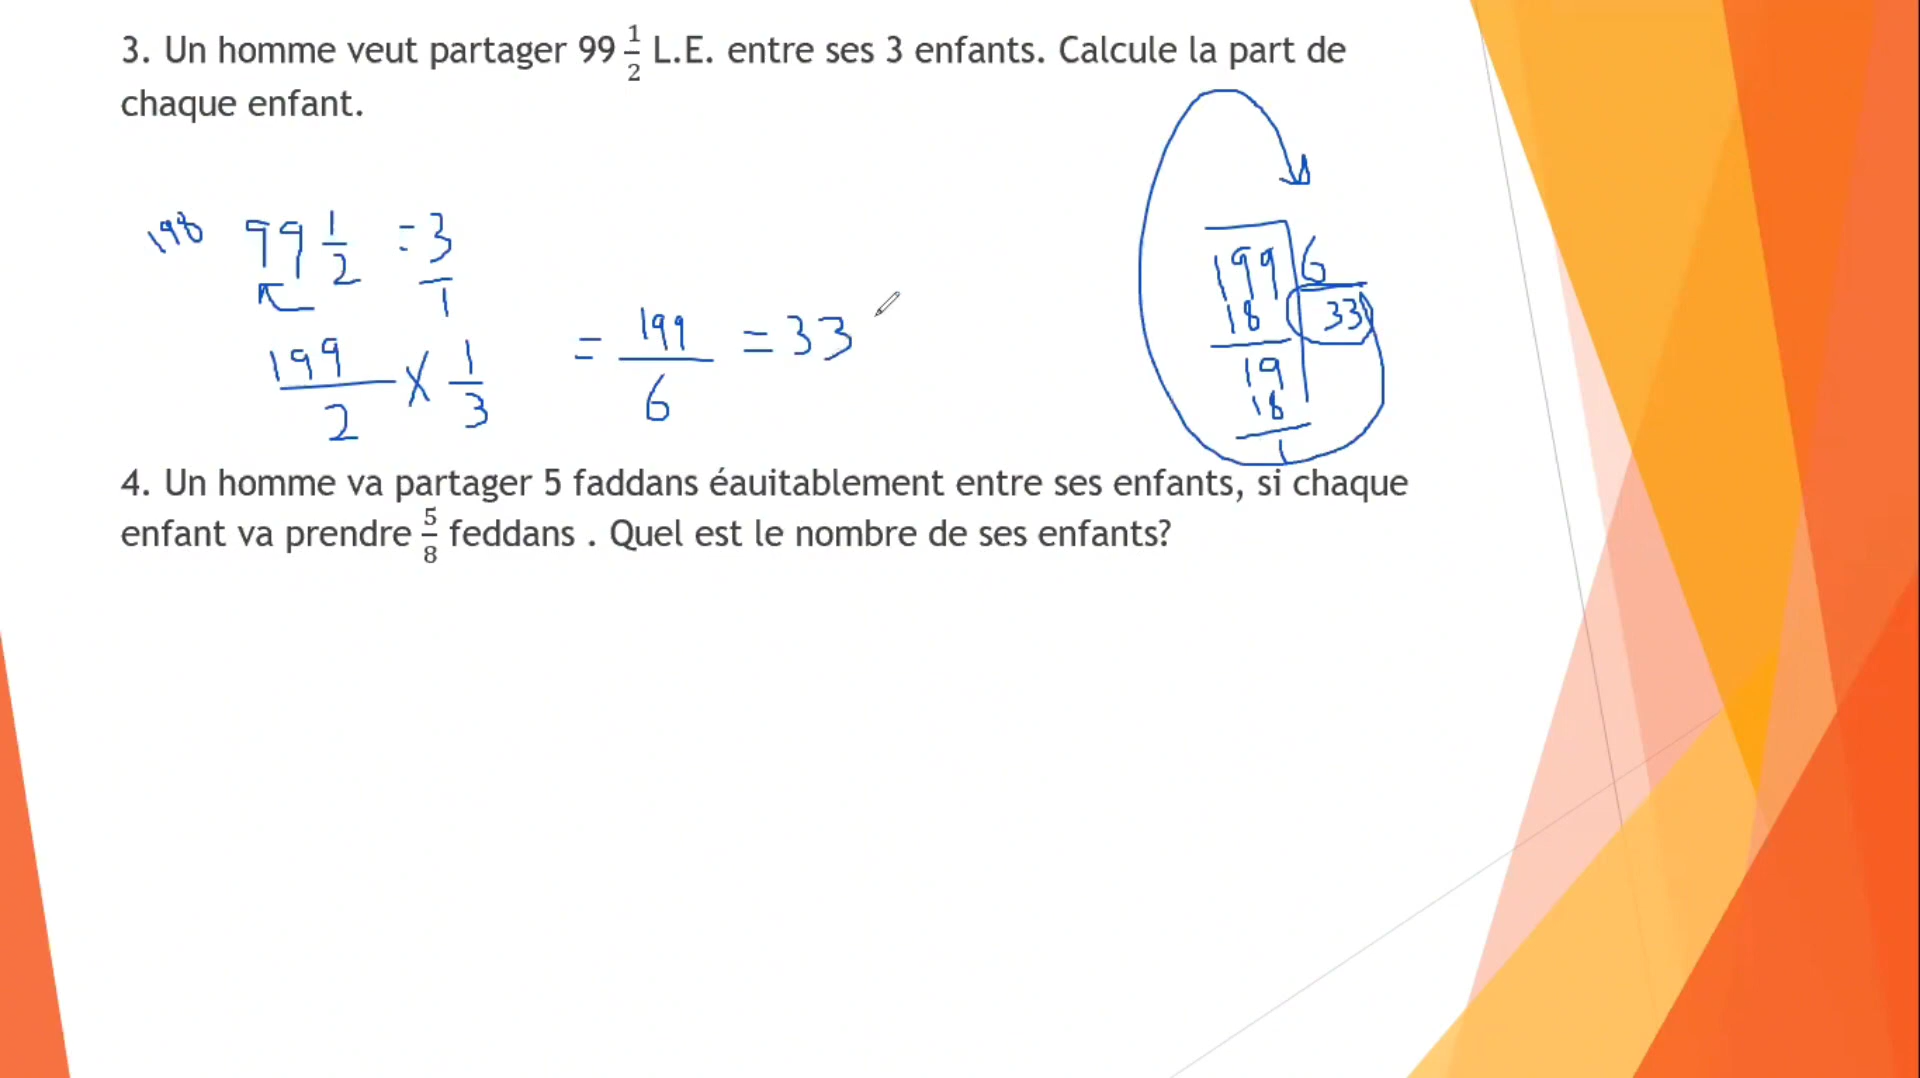 3. Un homme veut partager 99 1/2 L.E. entre ses 3 enfants. Calcule la part de
chaque enfant.
198 99 1/2 ÷ 3/1
199/2 X 1/3 = 199/6 = 33
199 6
18 33
19
18
1
4. Un homme va partager 5 faddans éauitablement entre ses enfants, si chaque
enfant va prendre 5/8 feddans . Quel est le nombre de ses enfants?